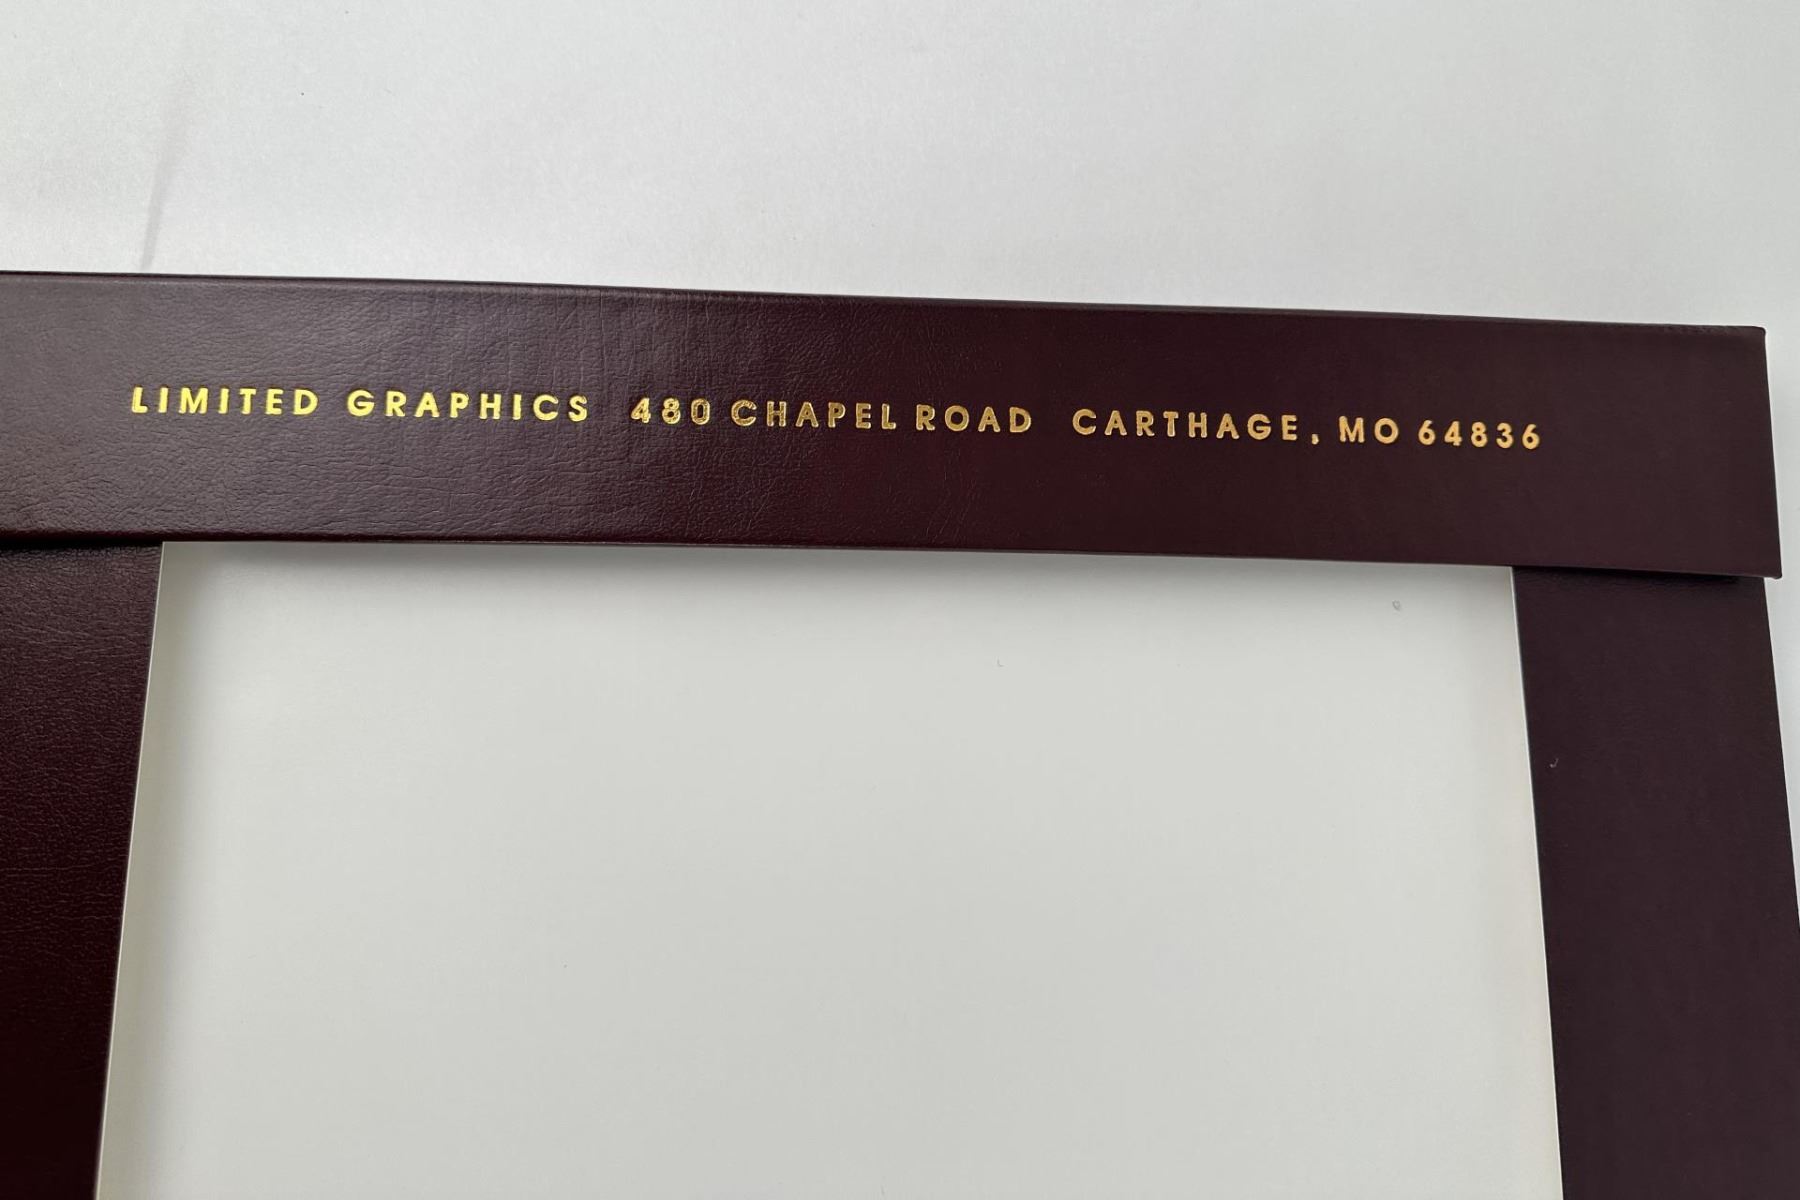 LIMITED GRAPHICS 480 CHAPEL ROAD CARTHAGE, MO 64836